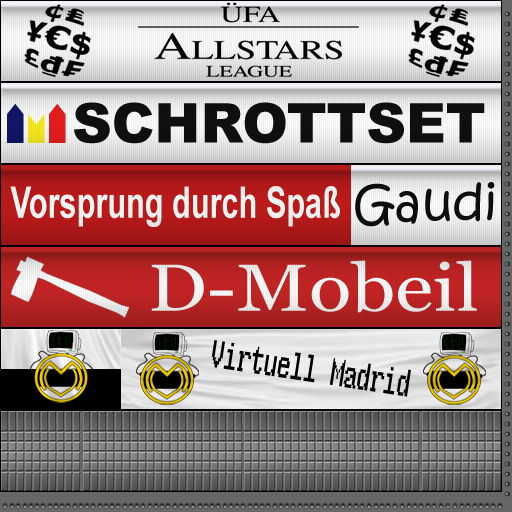 ÜFA
ALLSTARS
LEAGUE
SCHROTTSET
Vorsprung durch Spaß Gaudi
D-Mobeil
Virtuell Madrid